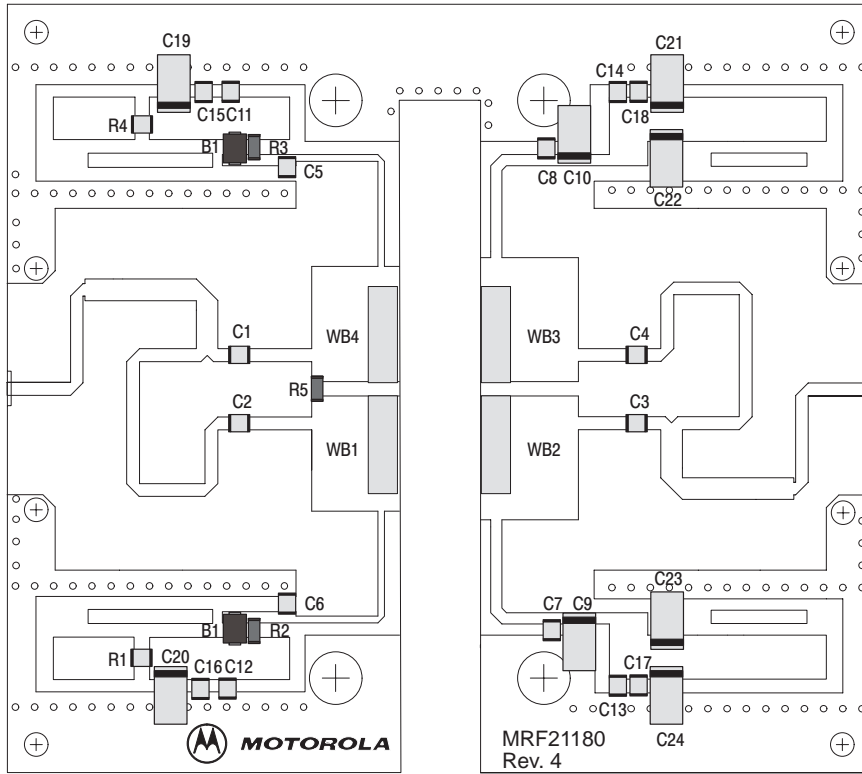 C19
C21
C14
C15 C11
C18
R4
B1
R3
C5
C8
C10
C22
C1
C4
WB4
WB3
R5
C2
C3
WB1
WB2
C6
C7
C9
C23
B1
R2
R1
C20
C16 C12
C17
C13
C24
MOTOROLA
MRF21180
Rev. 4